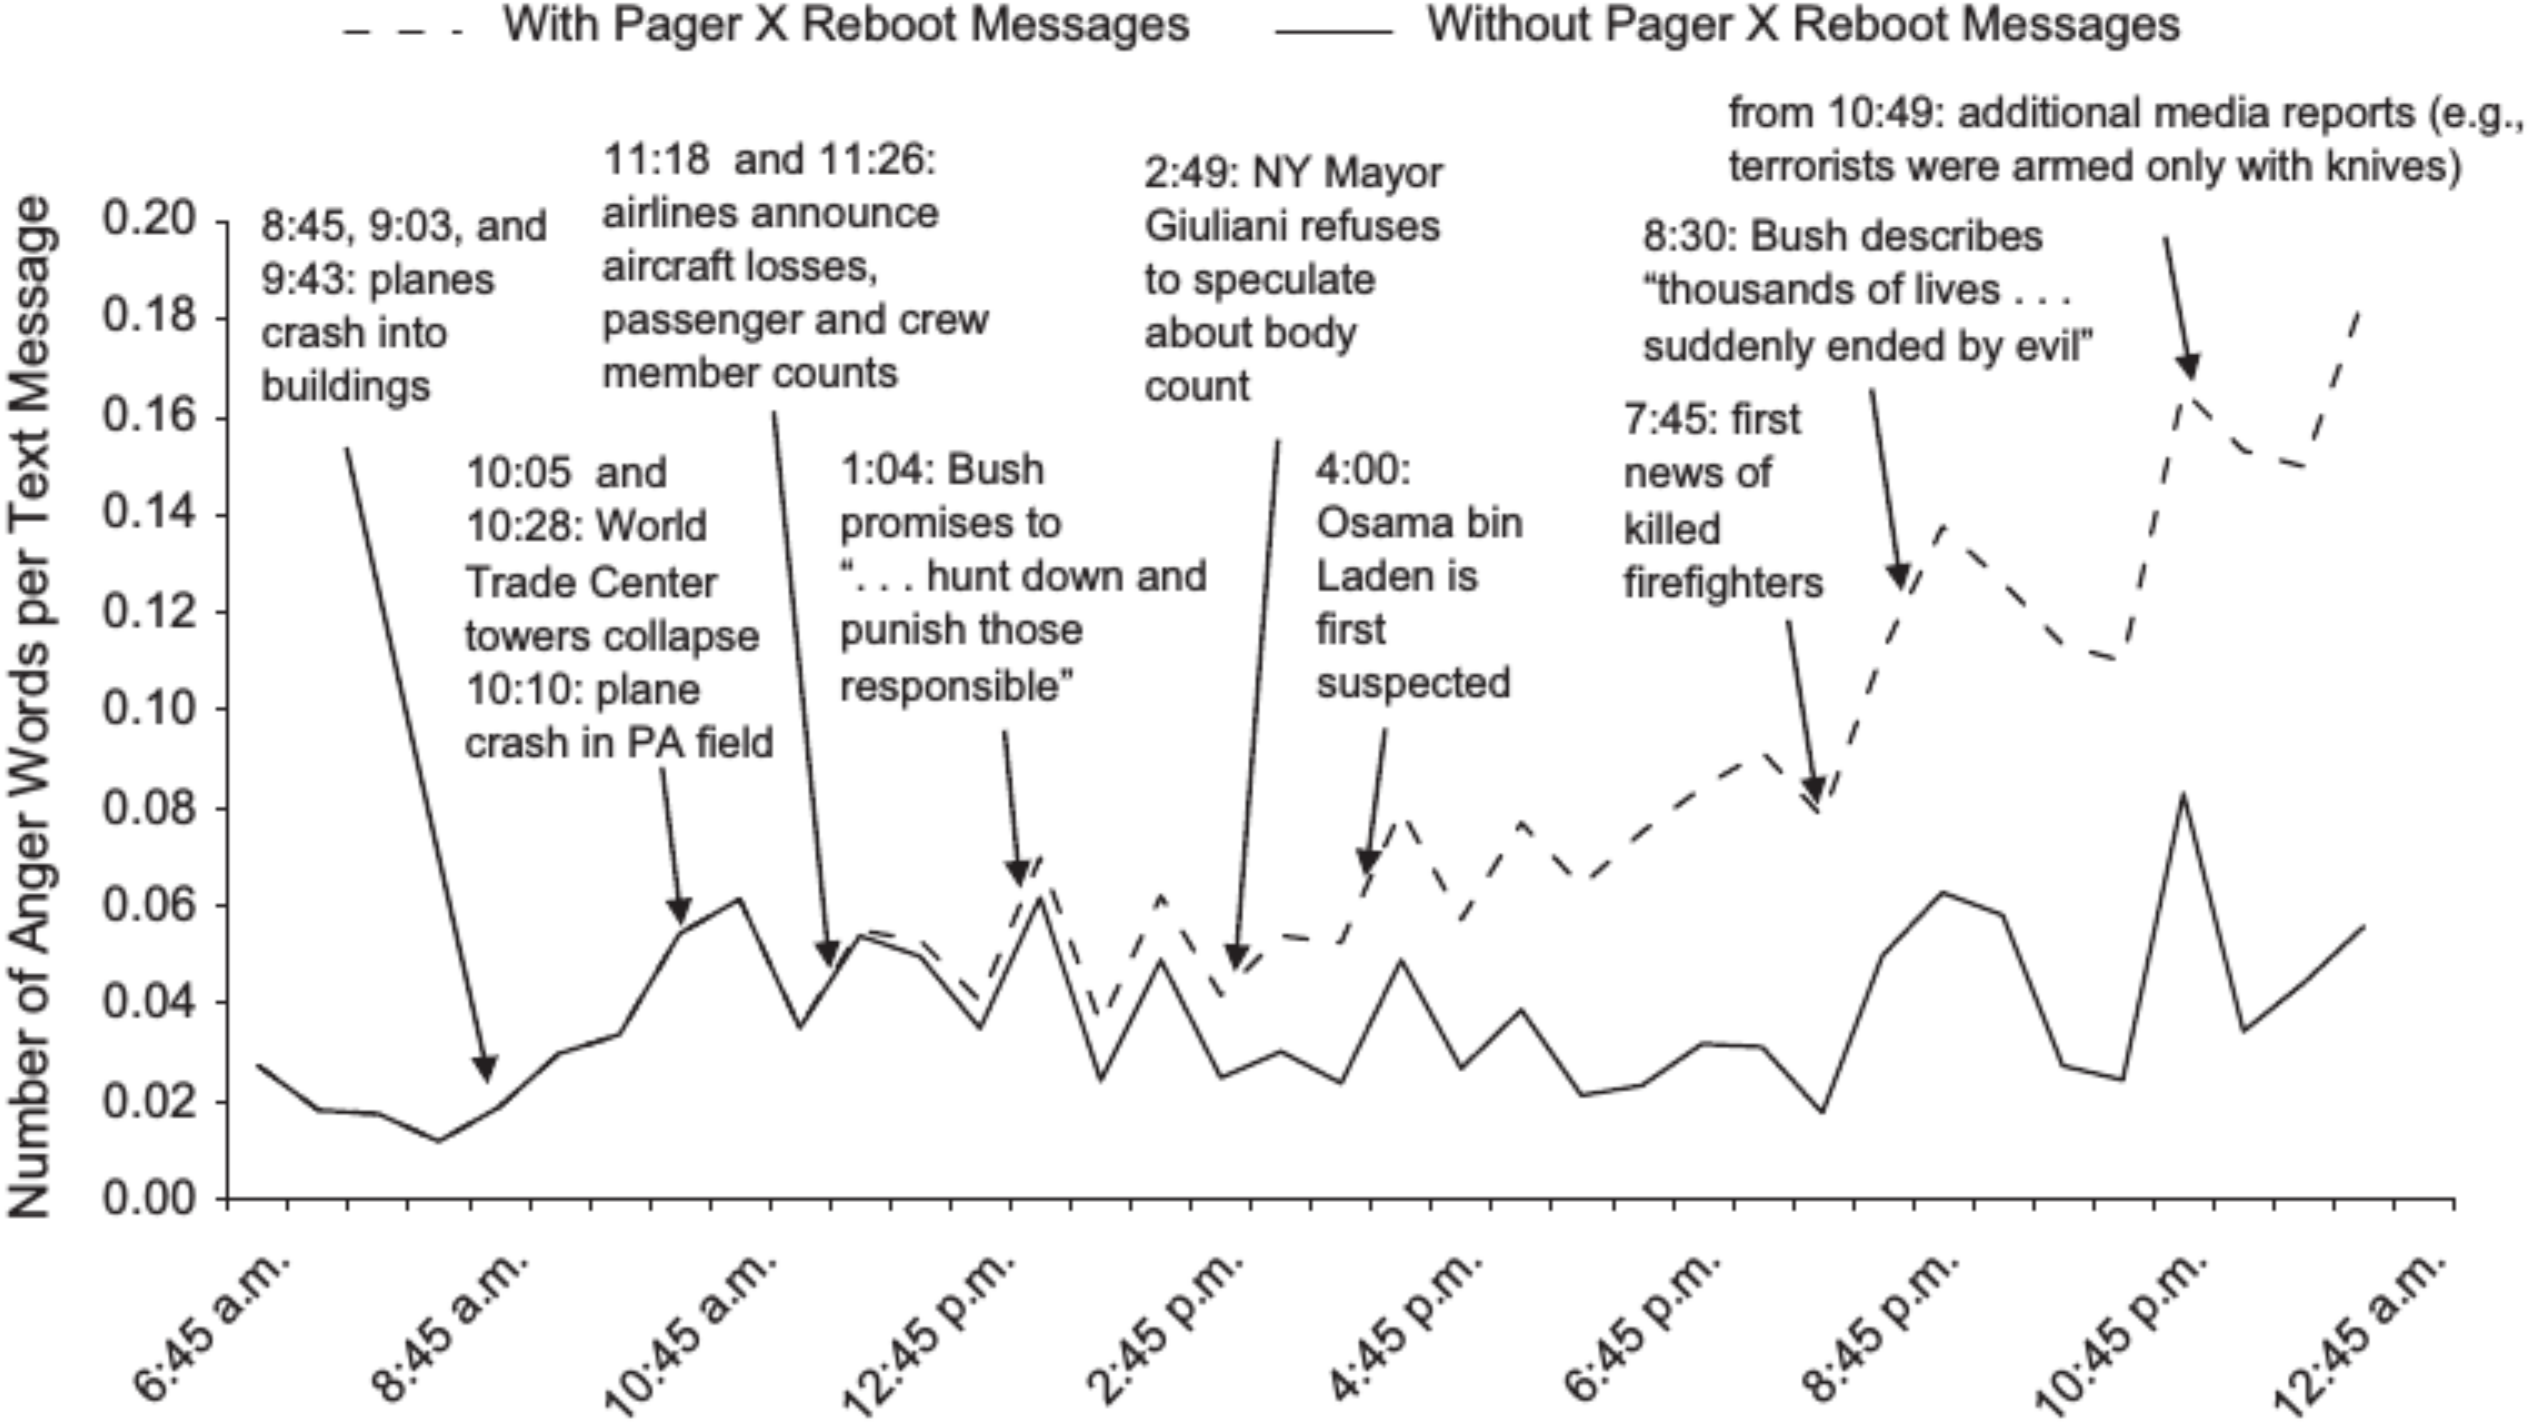 With Pager X Reboot Messages
Without Pager X Reboot Messages
Number of Anger Words per Text Message
0.20
0.18
0.16
0.14
0.12
0.10
0.08
0.06
0.04
0.02
0.00
8:45, 9:03, and
9:43: planes
crash into
buildings
10:05 and
10:28: World
Trade Center
towers collapse
10:10: plane
crash in PA field
11:18 and 11:26:
airlines announce
aircraft losses,
passenger and crew
member counts
1:04: Bush
promises to
“. . . hunt down and
punish those
responsible”
2:49: NY Mayor
Giuliani refuses
to speculate
about body
count
4:00:
Osama bin
Laden is
first
suspected
7:45: first
news of
killed
firefighters
8:30: Bush describes
“thousands of lives . . .
suddenly ended by evil”
from 10:49: additional media reports (e.g.,
terrorists were armed only with knives)
6:45 a.m.
8:45 a.m.
10:45 a.m.
12:45 p.m.
2:45 p.m.
4:45 p.m.
6:45 p.m.
8:45 p.m.
10:45 p.m.
12:45 a.m.